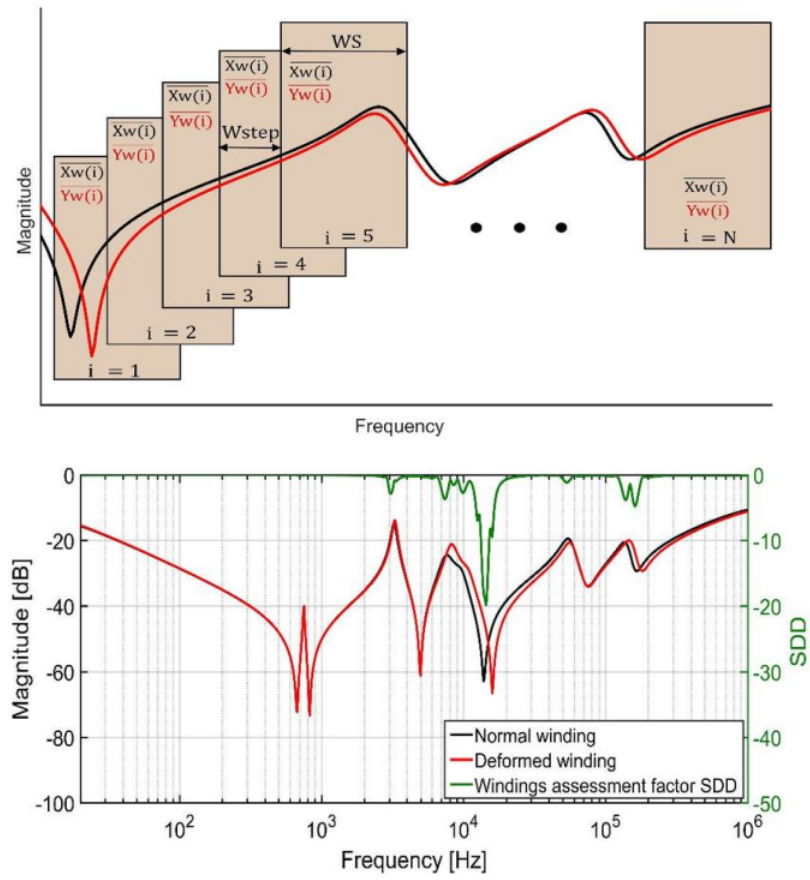 WS
Xw(i)
Yw(i)
Xw(i)
Yw(i)
Xw(i)
Yw(i)
Wstep
Xw(i)
Yw(i)
Xw(i)
Yw(i)
Xw(i)
Yw(i)
i = 5
i = N
i = 4
i = 3
i = 2
i = 1
Magnitude
Frequency
0
-20
-40
-60
-80
-100
Magnitude [dB]
0
-10
-20
-30
-40
-50
SDD
Normal winding
Deformed winding
Windings assessment factor SDD
10² 10³ 10⁴ 10⁵ 10⁶
Frequency [Hz]